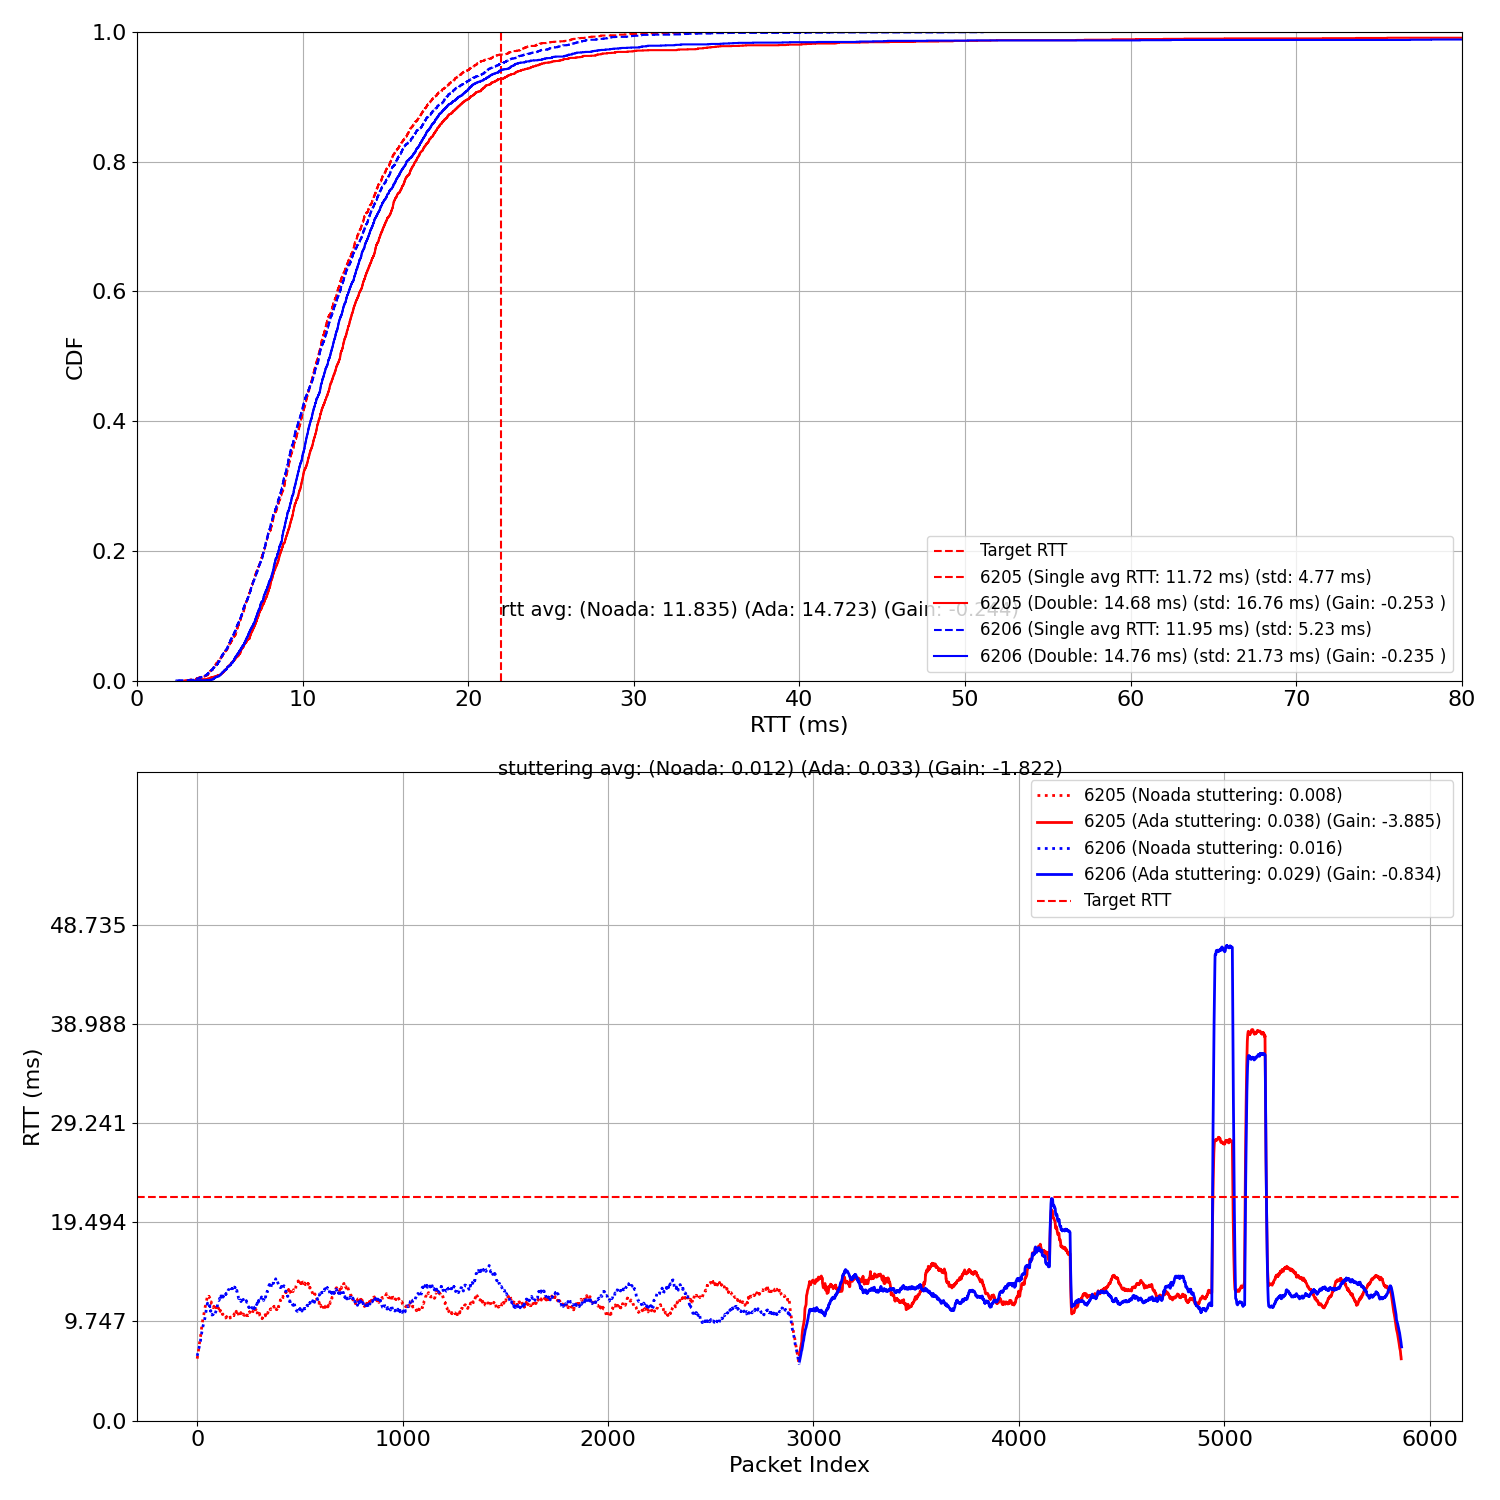 1.0
0.8
0.6
0.4
0.2
0.0
CDF
0 10 20 30 40 50 60 70 80
RTT (ms)
rtt avg: (Noada: 11.835) (Ada: 14.723) (Gain: -0.244)
Target RTT
6205 (Single avg RTT: 11.72 ms) (std: 4.77 ms)
6205 (Double: 14.68 ms) (std: 16.76 ms) (Gain: -0.253 )
6206 (Single avg RTT: 11.95 ms) (std: 5.23 ms)
6206 (Double: 14.76 ms) (std: 21.73 ms) (Gain: -0.235 )
stuttering avg: (Noada: 0.012) (Ada: 0.033) (Gain: -1.822)
6205 (Noada stuttering: 0.008)
6205 (Ada stuttering: 0.038) (Gain: -3.885)
6206 (Noada stuttering: 0.016)
6206 (Ada stuttering: 0.029) (Gain: -0.834)
Target RTT
48.735
38.988
29.241
19.494
9.747
0.0
RTT (ms)
0 1000 2000 3000 4000 5000 6000
Packet Index